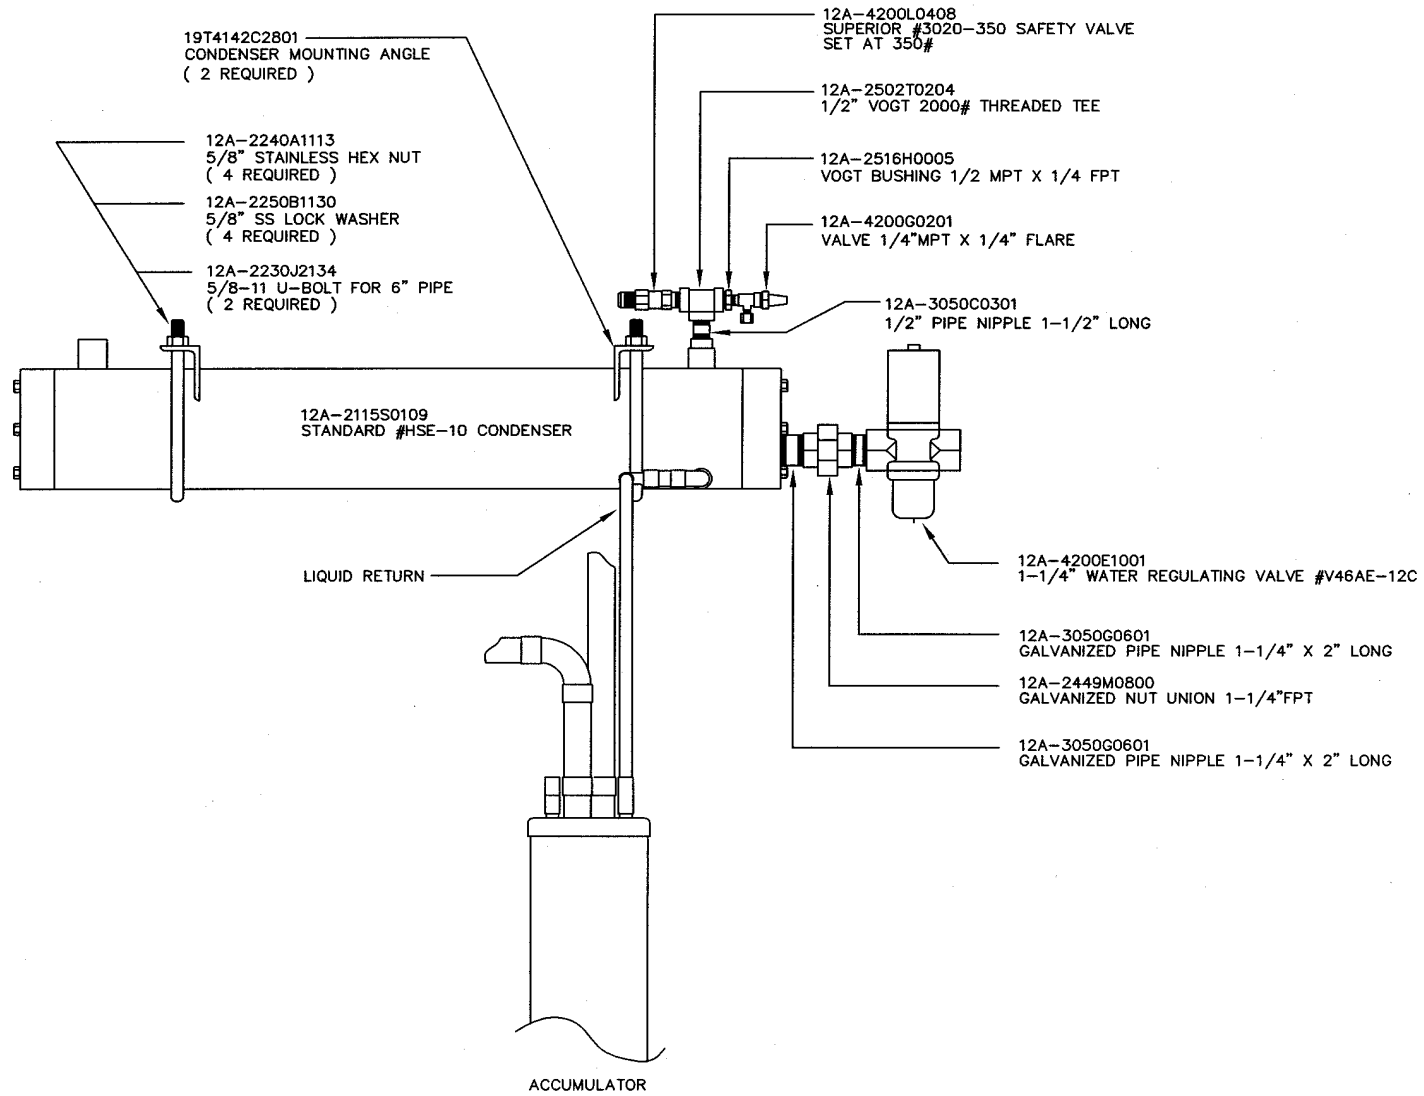 19T4142C2801
CONDENSER MOUNTING ANGLE
( 2 REQUIRED )
12A-2240A1113
5/8" STAINLESS HEX NUT
( 4 REQUIRED )
12A-2250B1130
5/8" SS LOCK WASHER
( 4 REQUIRED )
12A-2230J2134
5/8-11 U-BOLT FOR 6" PIPE
( 2 REQUIRED )
12A-4200L0408
SUPERIOR #3020-350 SAFETY VALVE
SET AT 350#
12A-2502T0204
1/2" VOGT 2000# THREADED TEE
12A-2516H0005
VOGT BUSHING 1/2 MPT X 1/4 FPT
12A-4200G0201
VALVE 1/4"MPT X 1/4" FLARE
12A-3050C0301
1/2" PIPE NIPPLE 1-1/2" LONG
12A-2115S0109
STANDARD #HSE-10 CONDENSER
LIQUID RETURN
12A-4200E1001
1-1/4" WATER REGULATING VALVE #V46AE-12C
12A-3050G0601
GALVANIZED PIPE NIPPLE 1-1/4" X 2" LONG
12A-2449M0800
GALVANIZED NUT UNION 1-1/4"FPT
12A-3050G0601
GALVANIZED PIPE NIPPLE 1-1/4" X 2" LONG
ACCUMULATOR